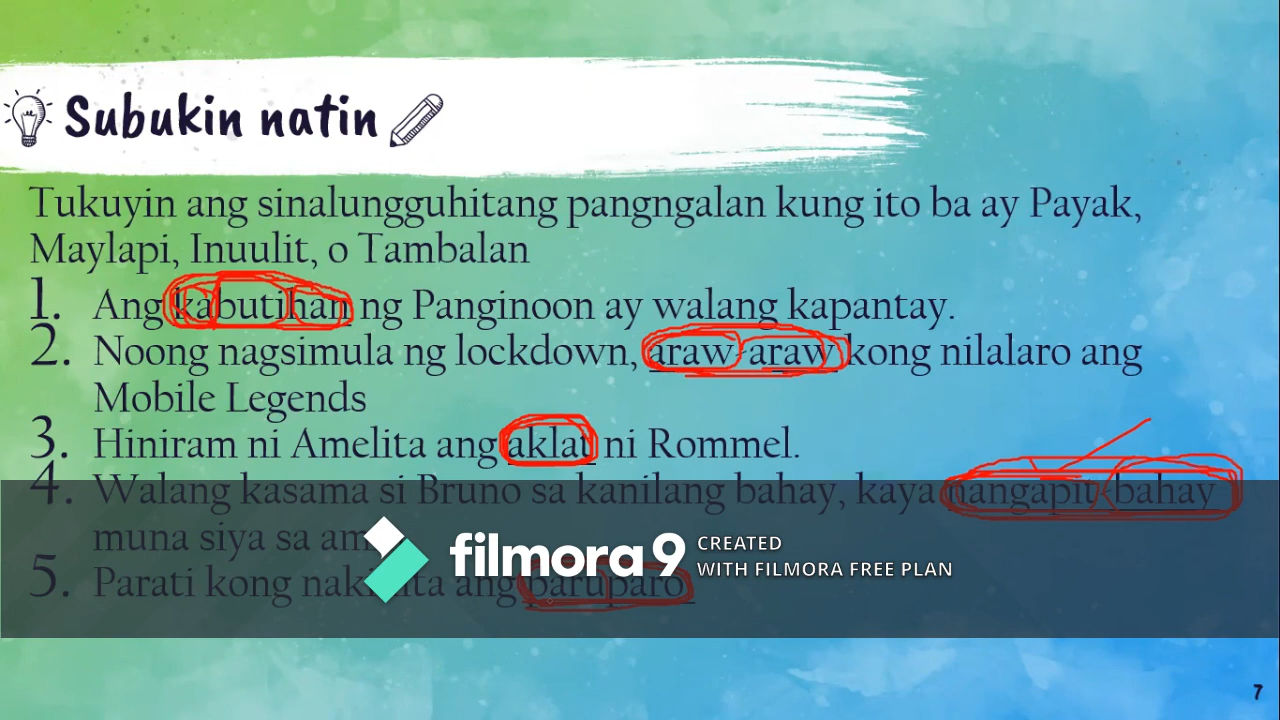 Subukin natin
Tukuyin ang sinalungguhitang pangngalan kung ito ba ay Payak,
Maylapi, Inuulit, o Tambalan
1. Ang kabutihan ng Panginoon ay walang kapantay.
2. Noong nagsimula ng lockdown, araw-araw kong nilalaro ang
Mobile Legends
3. Hiniram ni Amelita ang aklat ni Rommel.
4. Walang kasama si Bruno sa kanilang bahay, kaya nangapit-bahay
muna siya sa
5. Parati kong ang paruparo.
filmora9 CREATED
WITH FILMORA FREE PLAN
7